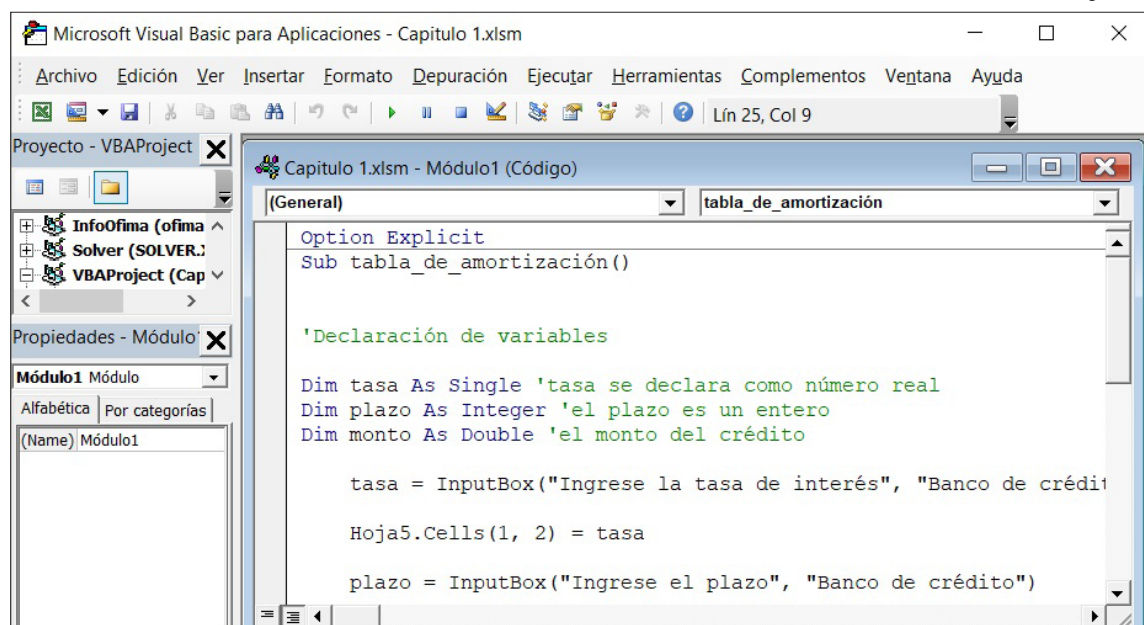 Microsoft Visual Basic para Aplicaciones - Capitulo 1.xlsm
Archivo Edición Ver Insertar Formato Depuración Ejecutar Herramientas Complementos Ventana Ayuda
Lín 25, Col 9
Proyecto - VBAProject
InfoOfima (ofima
Solver (SOLVER.
VBAProject (Cap
Propiedades - Módulo
Módulo1 Módulo
Alfabética Por categorías
(Name) Módulo1
Capitulo 1.xlsm - Módulo1 (Código)
(General) tabla_de_amortización
Option Explicit
Sub tabla_de_amortización()
'Declaración de variables
Dim tasa As Single 'tasa se declara como número real
Dim plazo As Integer 'el plazo es un entero
Dim monto As Double 'el monto del crédito
tasa = InputBox("Ingrese la tasa de interés", "Banco de crédit
Hoja5.Cells(1, 2) = tasa
plazo = InputBox("Ingrese el plazo", "Banco de crédito")